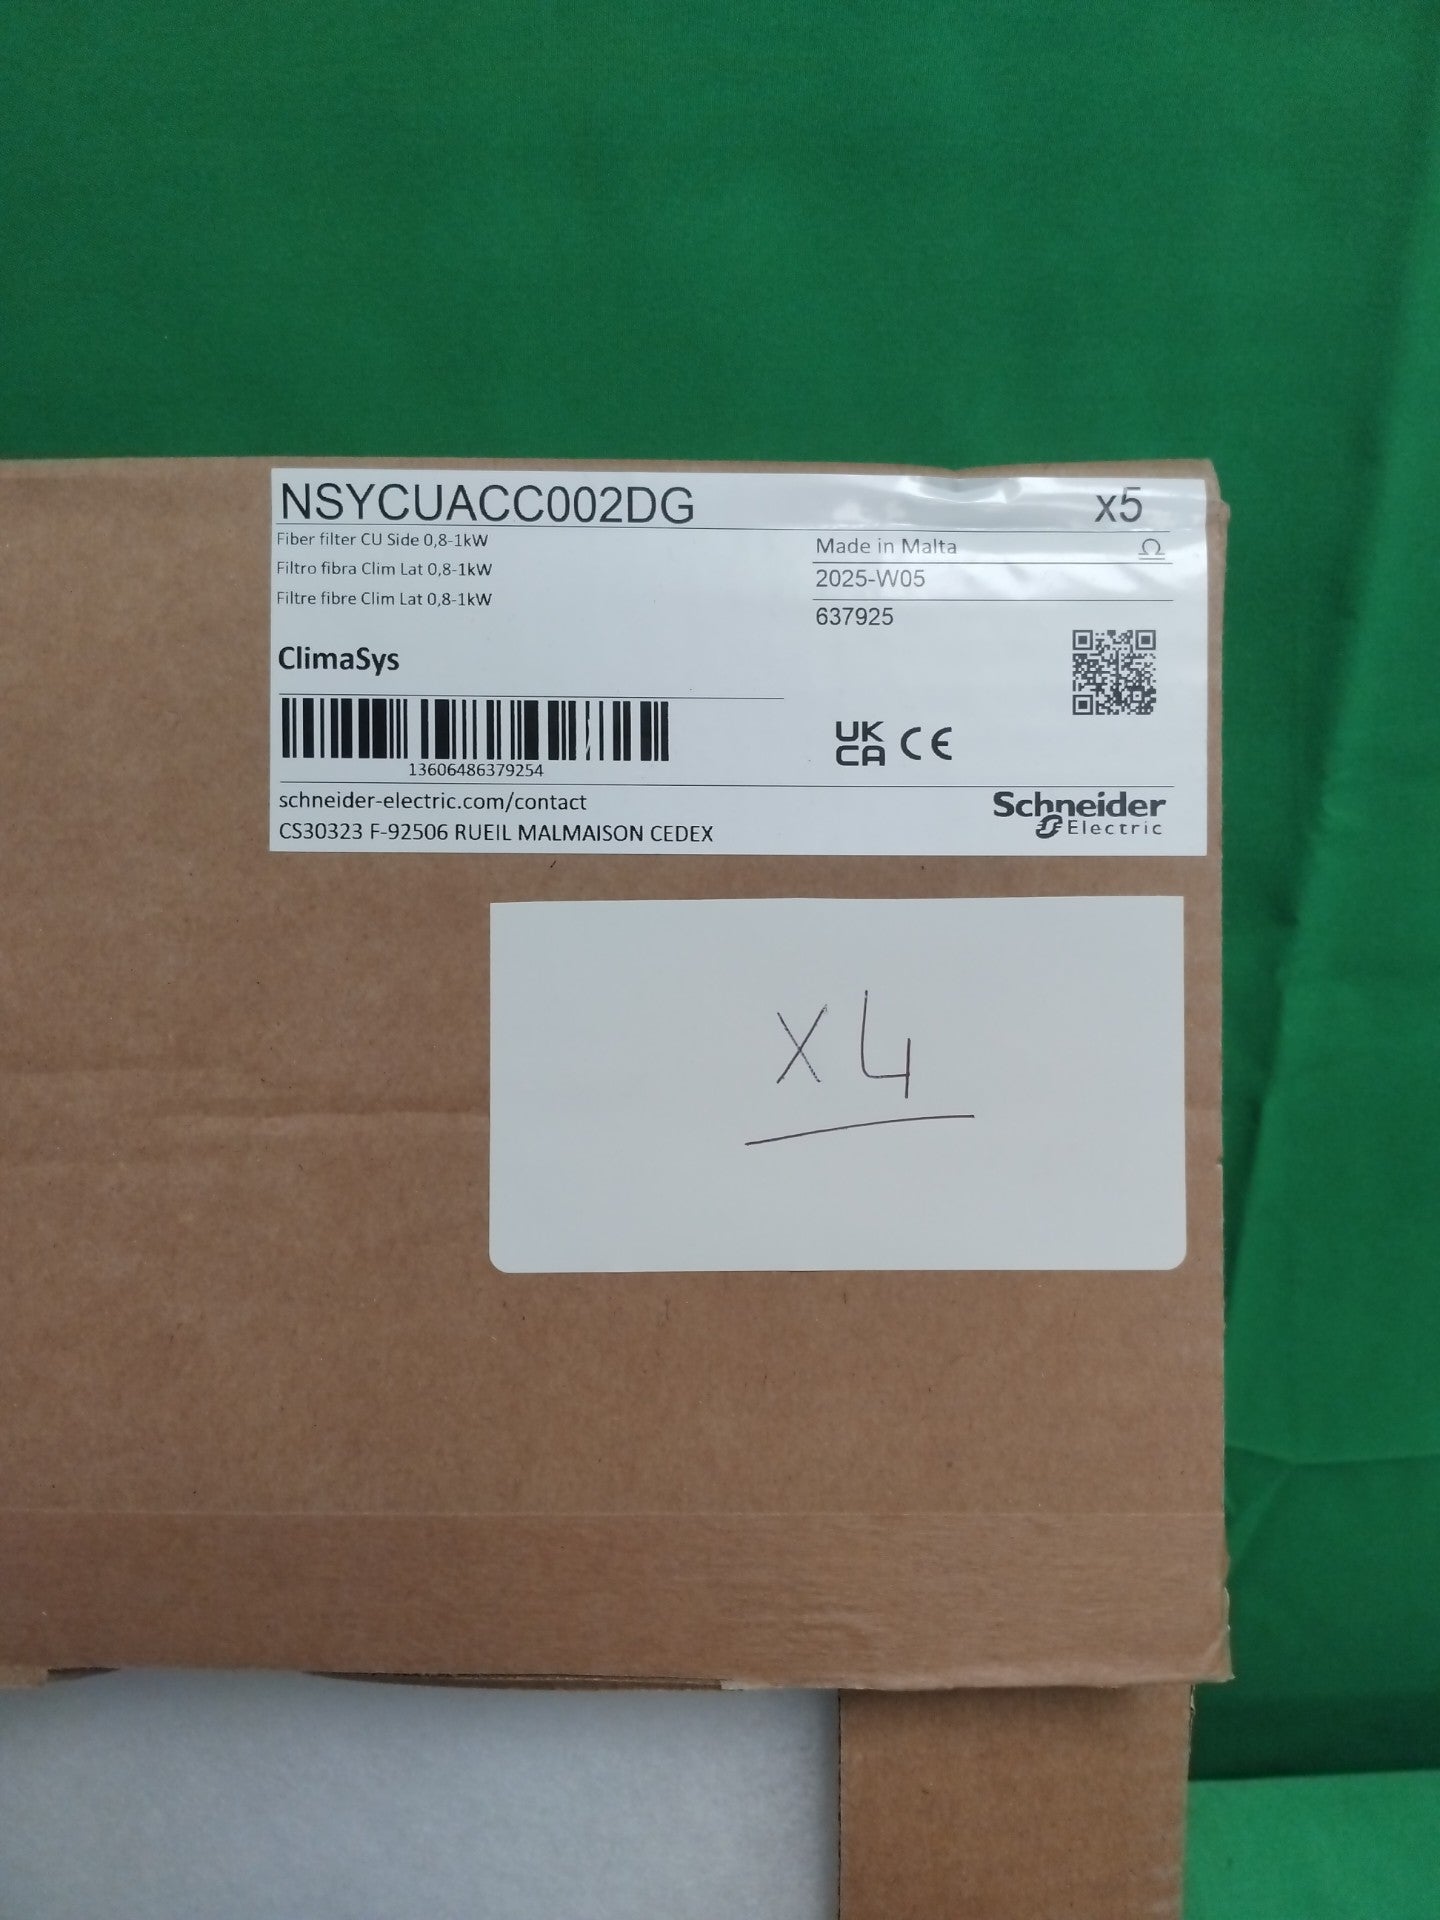 NSYCUACC002DG x5
Fiber filter CU Side 0,8-1kW
Filtro fibra Clim Lat 0,8-1kW
Filtre fibre Clim Lat 0,8-1kW
Made in Malta
2025-W05
637925
ClimaSys
13606486379254
UK
CA CE
schneider-electric.com/contact
CS30323 F-92506 RUEIL MALMAISON CEDEX
Schneider
Electric
X4